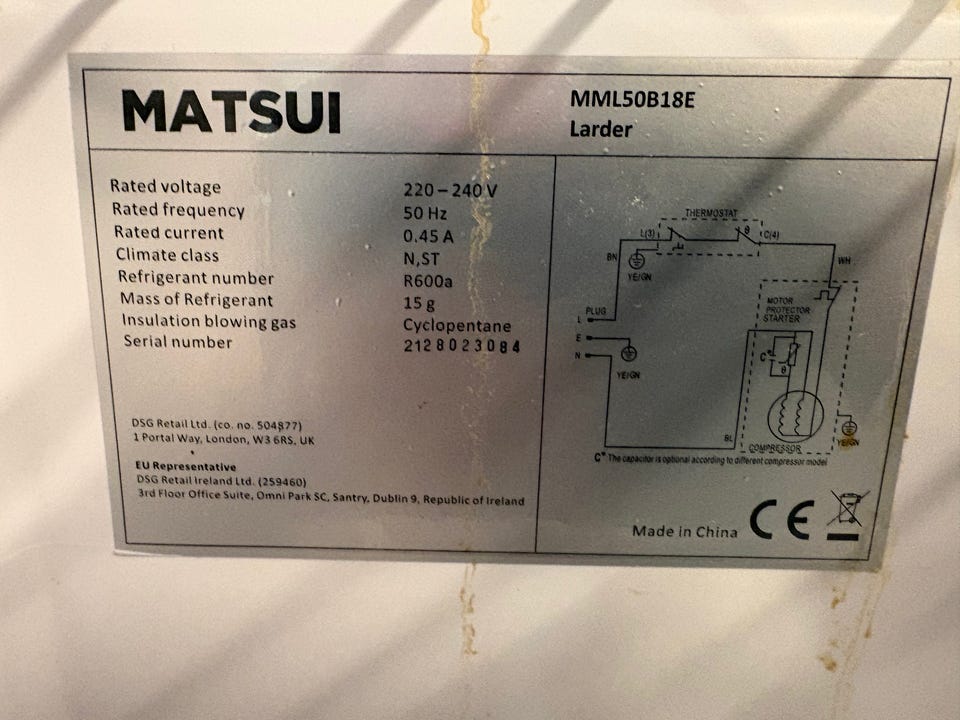 MATSUI
MML50B18E
Larder
Rated voltage 220 – 240 V
Rated frequency 50 Hz
Rated current 0.45 A
Climate class N,ST
Refrigerant number R600a
Mass of Refrigerant 15 g
Insulation blowing gas Cyclopentane
Serial number 2128023084
DSG Retail Ltd. (co. no. 504877)
1 Portal Way, London, W3 6RS, UK
EU Representative
DSG Retail Ireland Ltd. (259460)
3rd Floor Office Suite, Omni Park SC, Santry, Dublin 9, Republic of Ireland
THERMOSTAT
L(3) θ C(4)
BN
YE/GN
WH
PLUG
L
E
N
YE/GN
MOTOR
PROTECTOR
STARTER
C*
θ
YE/GN
BL
COMPRESSOR
C* The capacitor is optional according to different compressor model
Made in China CE